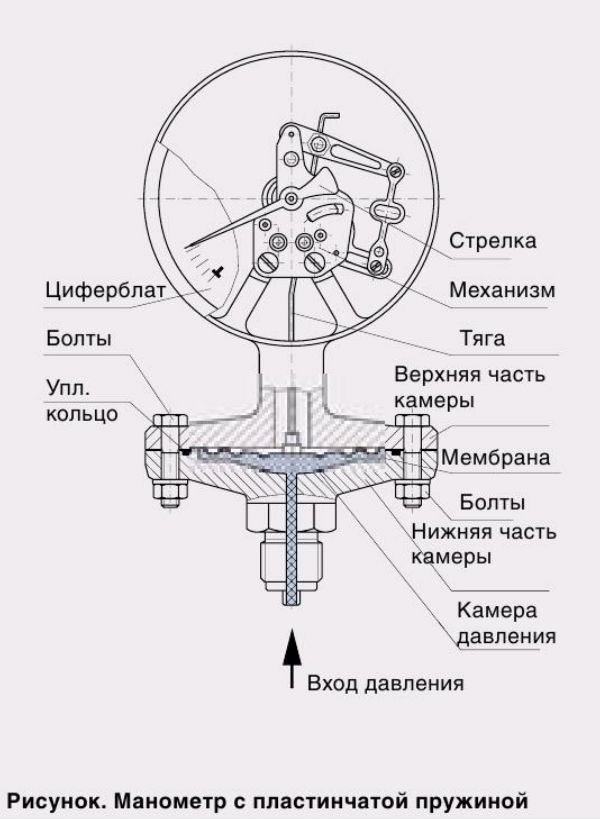 Стрелка
Циферблат
Механизм
Болты
Тяга
Упл.
кольцо
Верхняя часть
камеры
Мембрана
Болты
Нижняя часть
камеры
Камера
давления
Вход давления
Рисунок. Манометр с пластинчатой пружиной